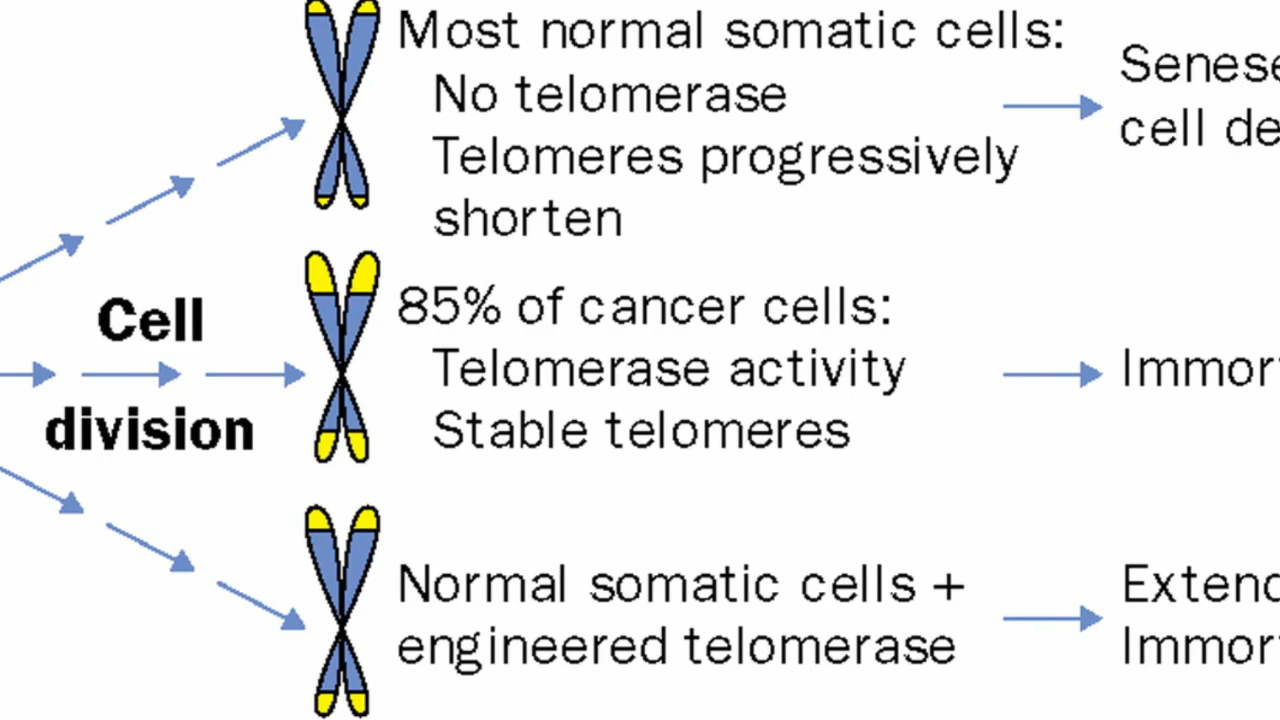 Most normal somatic cells:
No telomerase
Telomeres progressively
shorten
cell
Cell
division
85% of cancer cells:
Telomerase activity
Stable telomeres
Normal somatic cells +
engineered telomerase